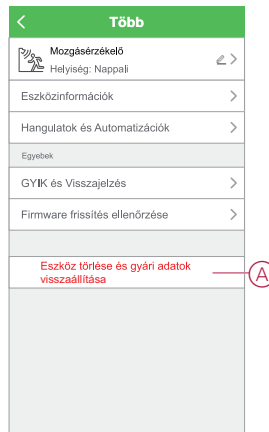 Több
Mozgásérzékelő
Helyiség: Nappali
Eszközinformációk
Hangulatok és Automatizációk
Egyebek
GYIK és Visszajelzés
Firmware frissítés ellenőrzése
Eszköz törlése és gyári adatok
visszaállítása
A